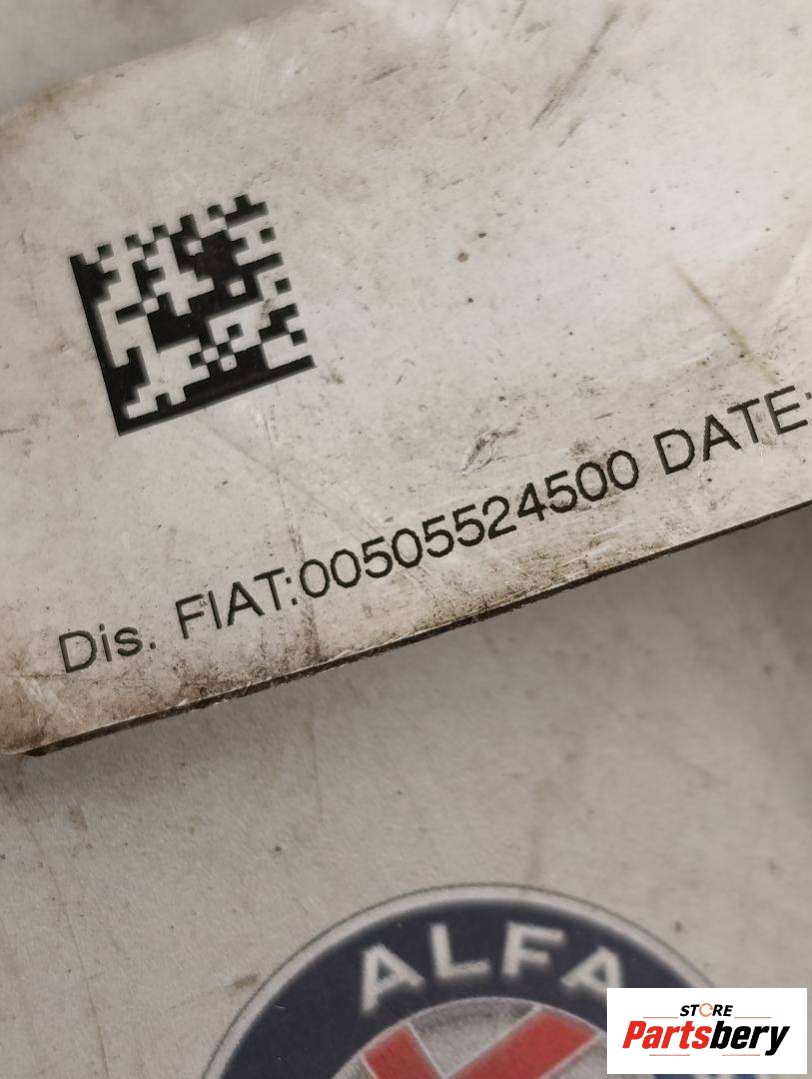 Dis. FIAT:00505524500 DATE:
ALFA
STORE
Partsbery